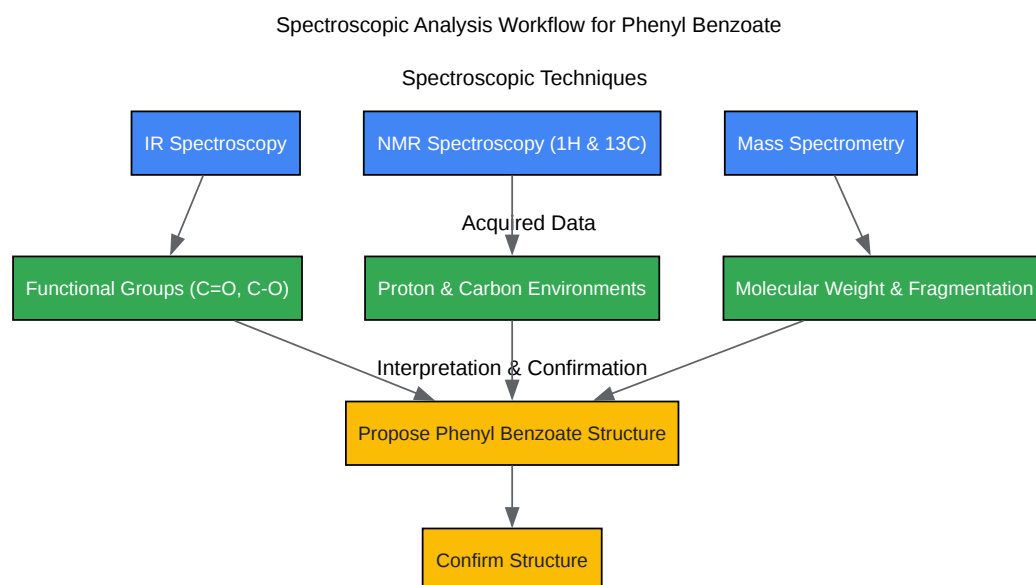 Spectroscopic Analysis Workflow for Phenyl Benzoate
Spectroscopic Techniques
IR Spectroscopy
NMR Spectroscopy (1H & 13C)
Mass Spectrometry
Acquired Data
Functional Groups (C=O, C-O)
Proton & Carbon Environments
Molecular Weight & Fragmentation
Interpretation & Confirmation
Propose Phenyl Benzoate Structure
Confirm Structure